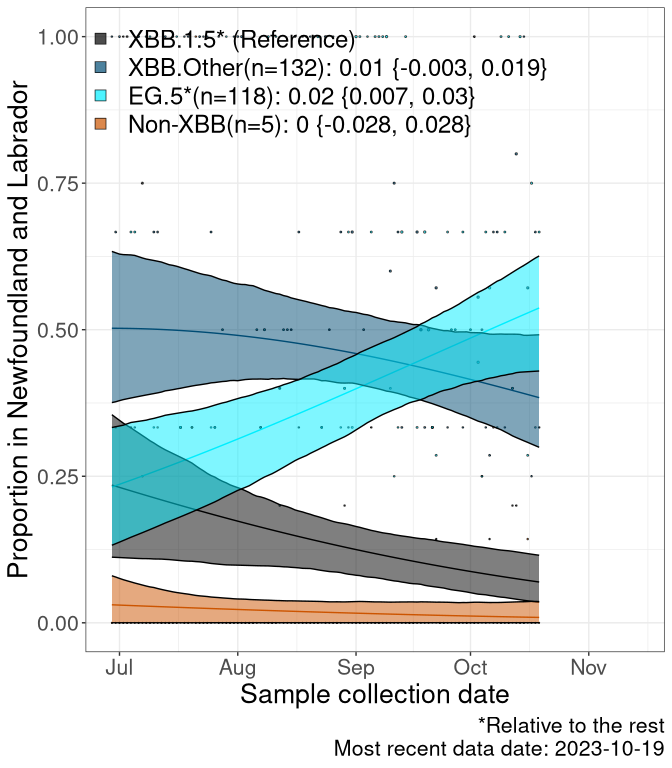 1.00
0.75
0.50
0.25
0.00
Proportion in Newfoundland and Labrador
XBB.1.5* (Reference)
XBB.Other(n=132): 0.01 {-0.003, 0.019}
EG.5*(n=118): 0.02 {0.007, 0.03}
Non-XBB(n=5): 0 {-0.028, 0.028}
Jul Aug Sep Oct Nov
Sample collection date
*Relative to the rest
Most recent data date: 2023-10-19